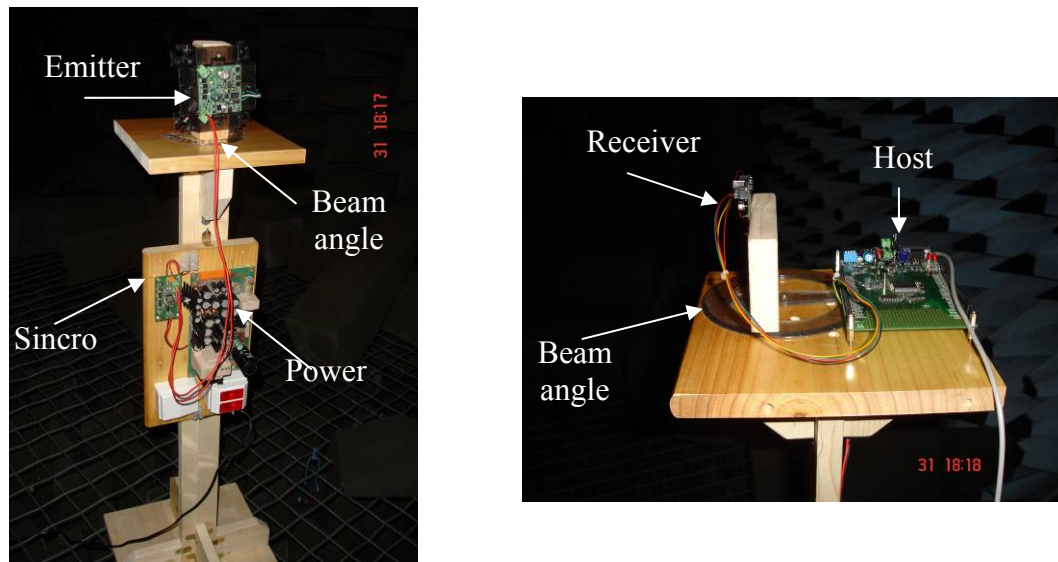 Emitter
31 18:17
Beam
angle
Sincro
Power
Receiver
Host
Beam
angle
31 18:18